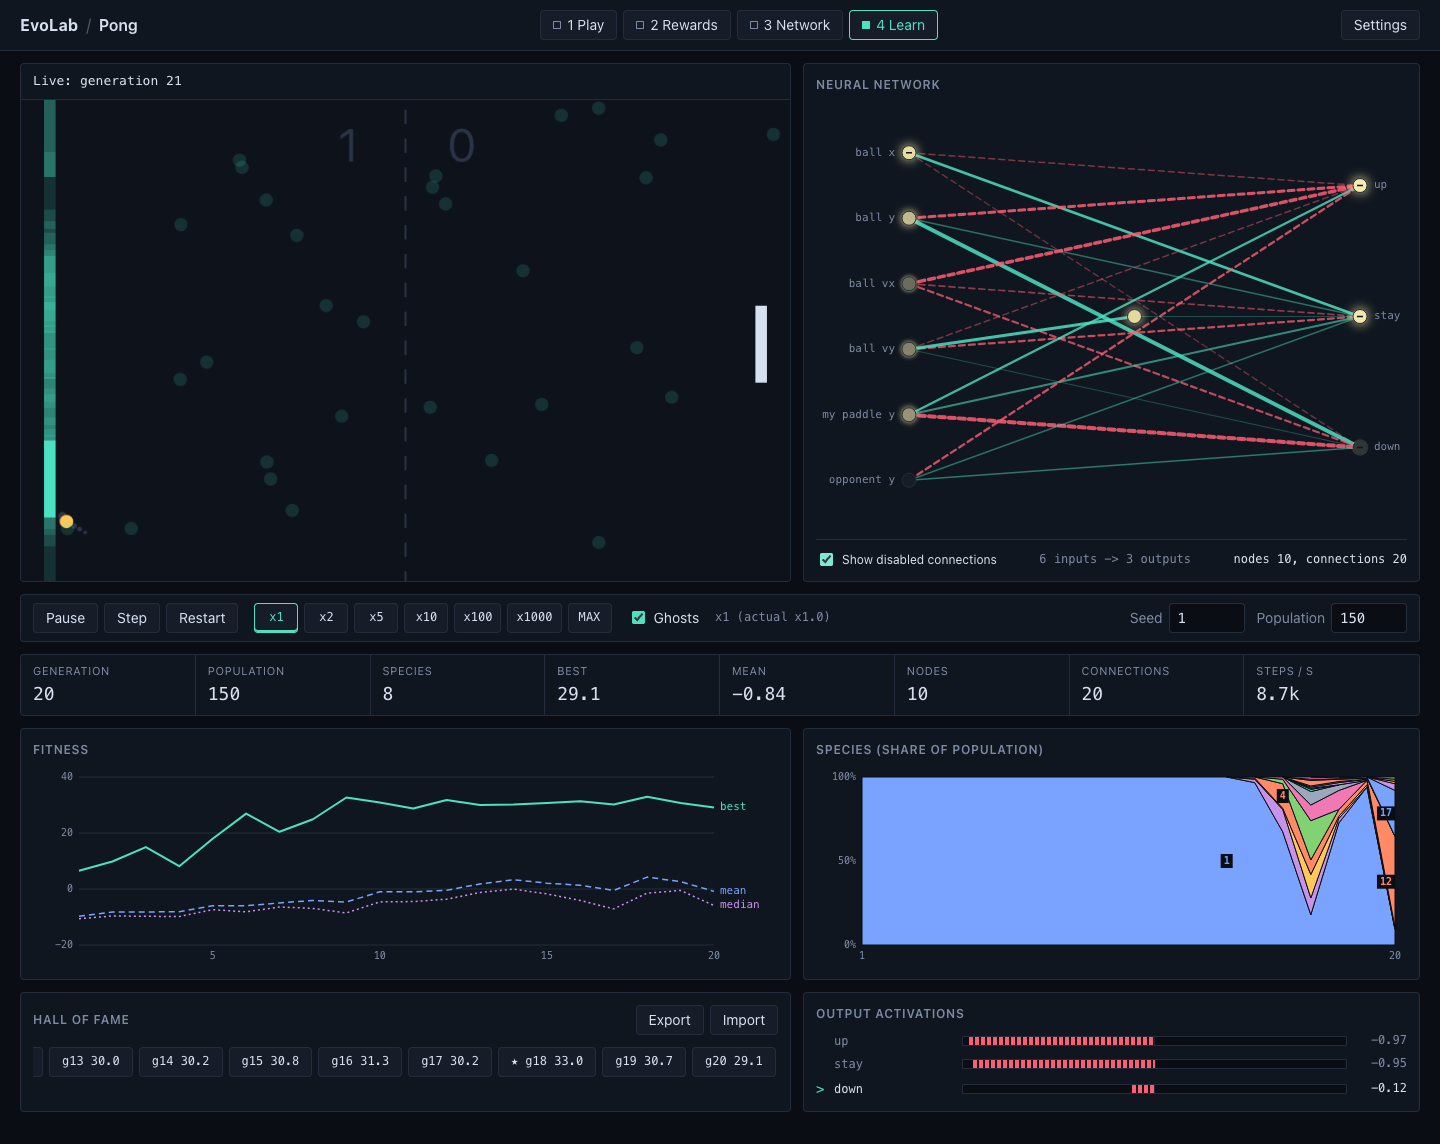 EvoLab / Pong
1 Play
2 Rewards
3 Network
4 Learn
Settings
Live: generation 21
1 0
NEURAL NETWORK
ball x
ball y
ball vx
ball vy
my paddle y
opponent y
up
stay
down
Show disabled connections
6 inputs −> 3 outputs
nodes 10, connections 20
Pause
Step
Restart
x1
x2
x5
x10
x100
x1000
MAX
Ghosts
x1 (actual x1.0)
Seed
1
Population
150
GENERATION
20
POPULATION
150
SPECIES
8
BEST
29.1
MEAN
−0.84
NODES
10
CONNECTIONS
20
STEPS / S
8.7k
FITNESS
40
20
0
−20
5
10
15
20
best
mean
median
SPECIES (SHARE OF POPULATION)
100%
50%
0%
1
20
4
1
17
12
HALL OF FAME
Export
Import
g13 30.0
g14 30.2
g15 30.8
g16 31.3
g17 30.2
★ g18 33.0
g19 30.7
g20 29.1
OUTPUT ACTIVATIONS
up −0.97
stay −0.95
> down −0.12